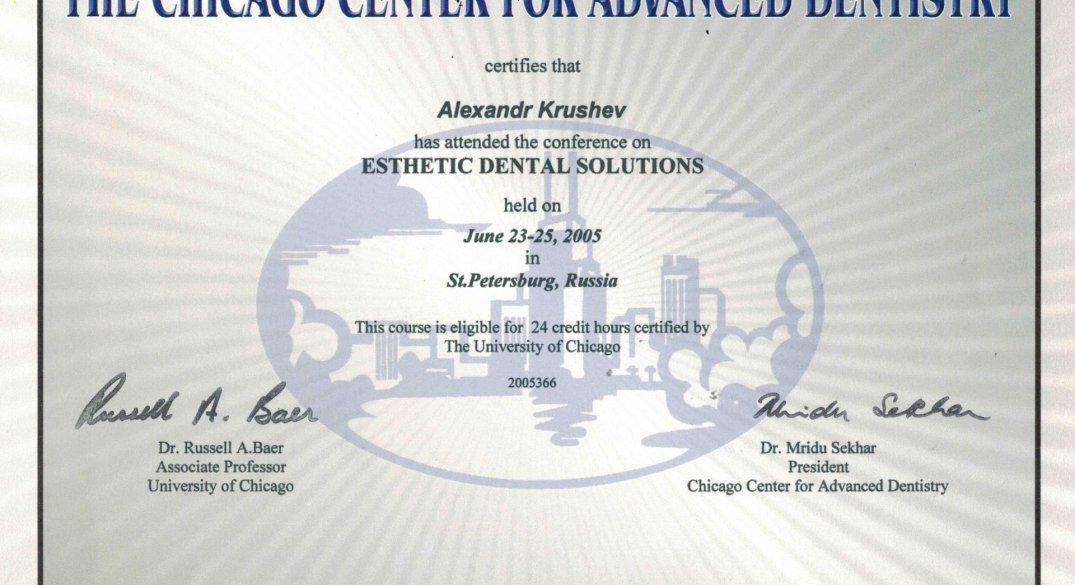 THE CHICAGO CENTER FOR ADVANCED DENTISTRY
certifies that
Alexandr Krushev
has attended the conference on
ESTHETIC DENTAL SOLUTIONS
held on
June 23-25, 2005
in
St.Petersburg, Russia
This course is eligible for 24 credit hours certified by
The University of Chicago
2005366
Russell A. Baer
Dr. Russell A.Baer
Associate Professor
University of Chicago
Mridu Sekhar
Dr. Mridu Sekhar
President
Chicago Center for Advanced Dentistry